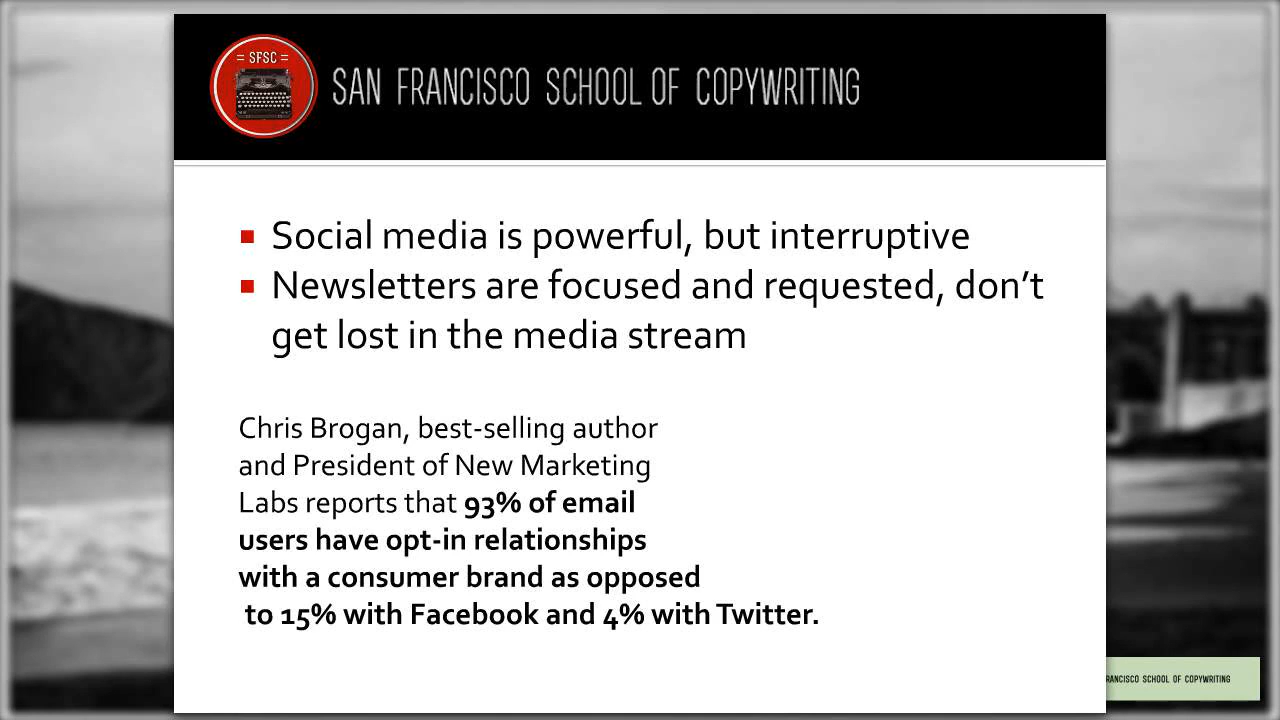 = SFSC =
SAN FRANCISCO SCHOOL OF COPYWRITING
Social media is powerful, but interruptive
Newsletters are focused and requested, don’t
get lost in the media stream
Chris Brogan, best-selling author
and President of New Marketing
Labs reports that 93% of email
users have opt-in relationships
with a consumer brand as opposed
to 15% with Facebook and 4% with Twitter.
RANCISCO SCHOOL OF COPYWRITING